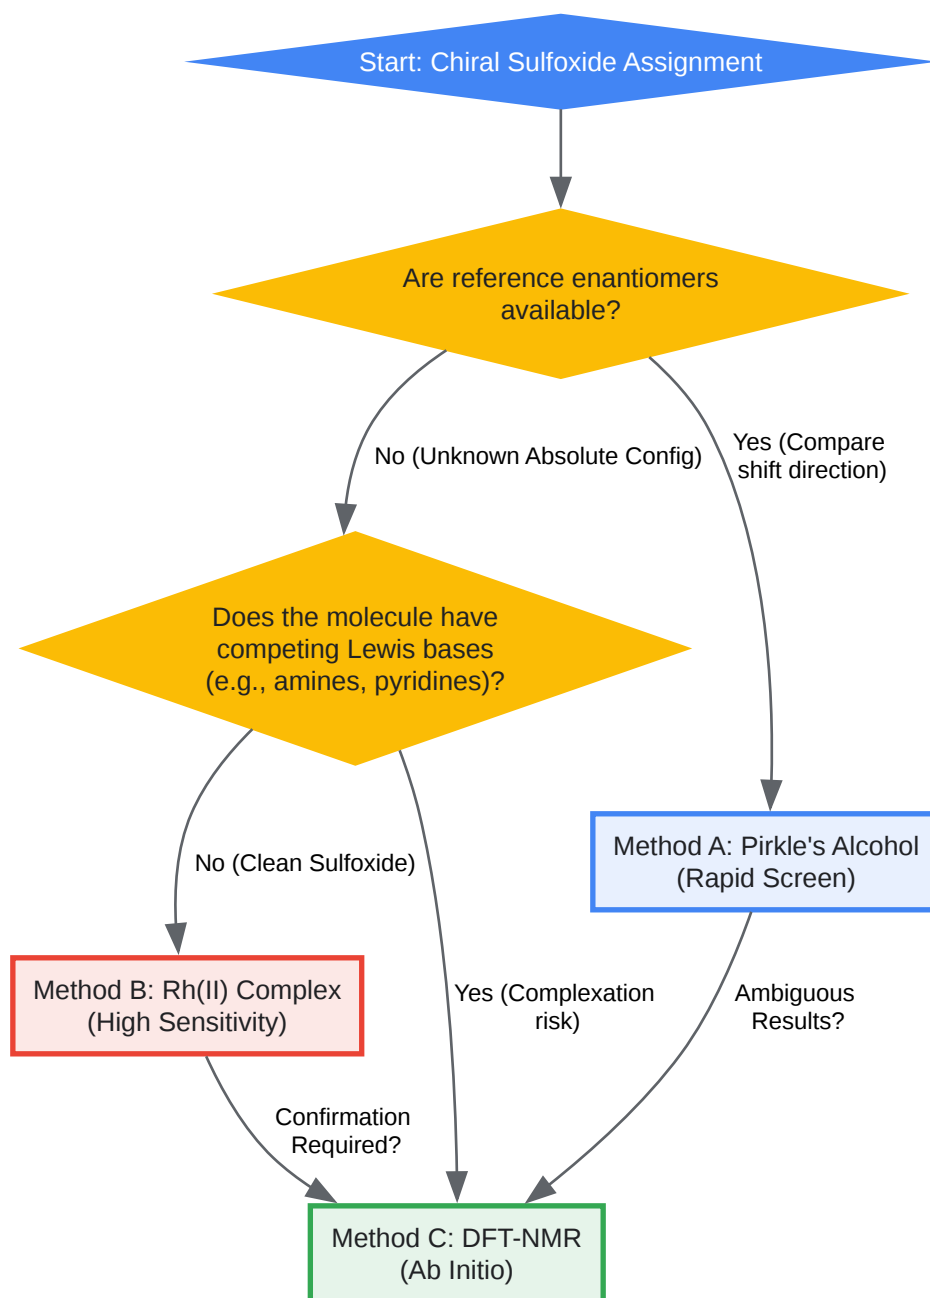 Start: Chiral Sulfoxide Assignment
Are reference enantiomers
available?
No (Unknown Absolute Config)
Yes (Compare
shift direction)
Does the molecule have
competing Lewis bases
(e.g., amines, pyridines)?
No (Clean Sulfoxide)
Method A: Pirkle's Alcohol
(Rapid Screen)
Method B: Rh(II) Complex
(High Sensitivity)
Yes (Complexation
risk)
Ambiguous
Results?
Confirmation
Required?
Method C: DFT-NMR
(Ab Initio)